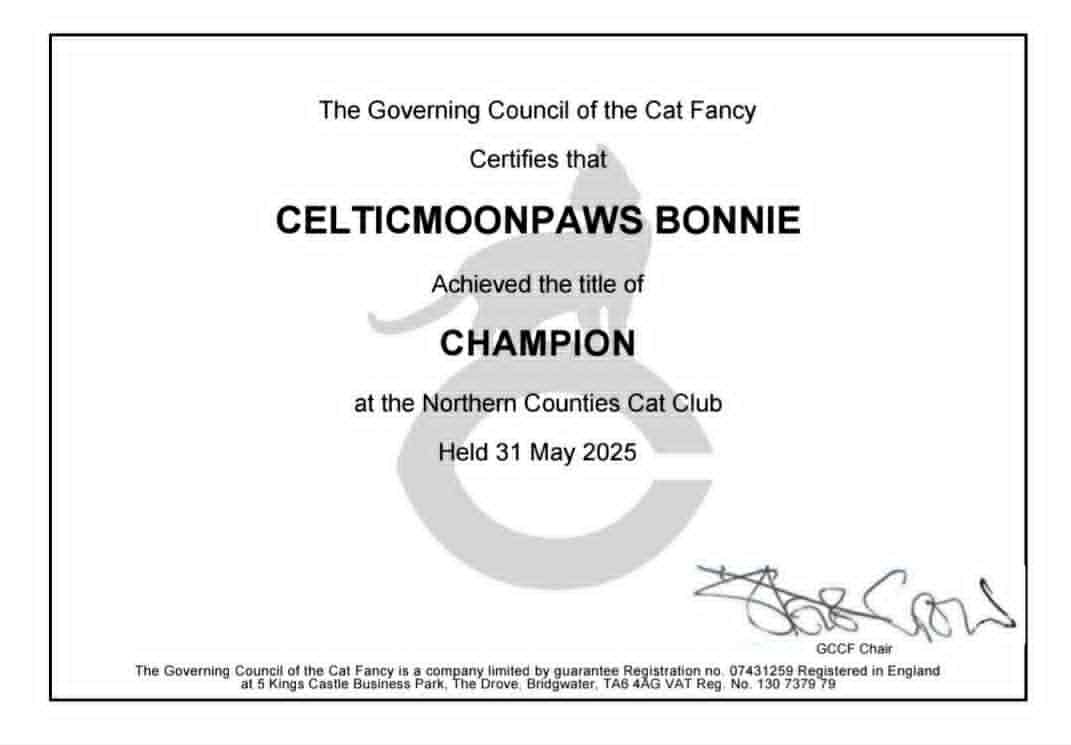 The Governing Council of the Cat Fancy
Certifies that
CELTICMOONPAWS BONNIE
Achieved the title of
CHAMPION
at the Northern Counties Cat Club
Held 31 May 2025
GCCF Chair
The Governing Council of the Cat Fancy is a company limited by guarantee Registration no. 07431259 Registered in England
at 5 Kings Castle Business Park, The Drove, Bridgwater, TA6 4AG VAT Reg. No. 130 7379 79